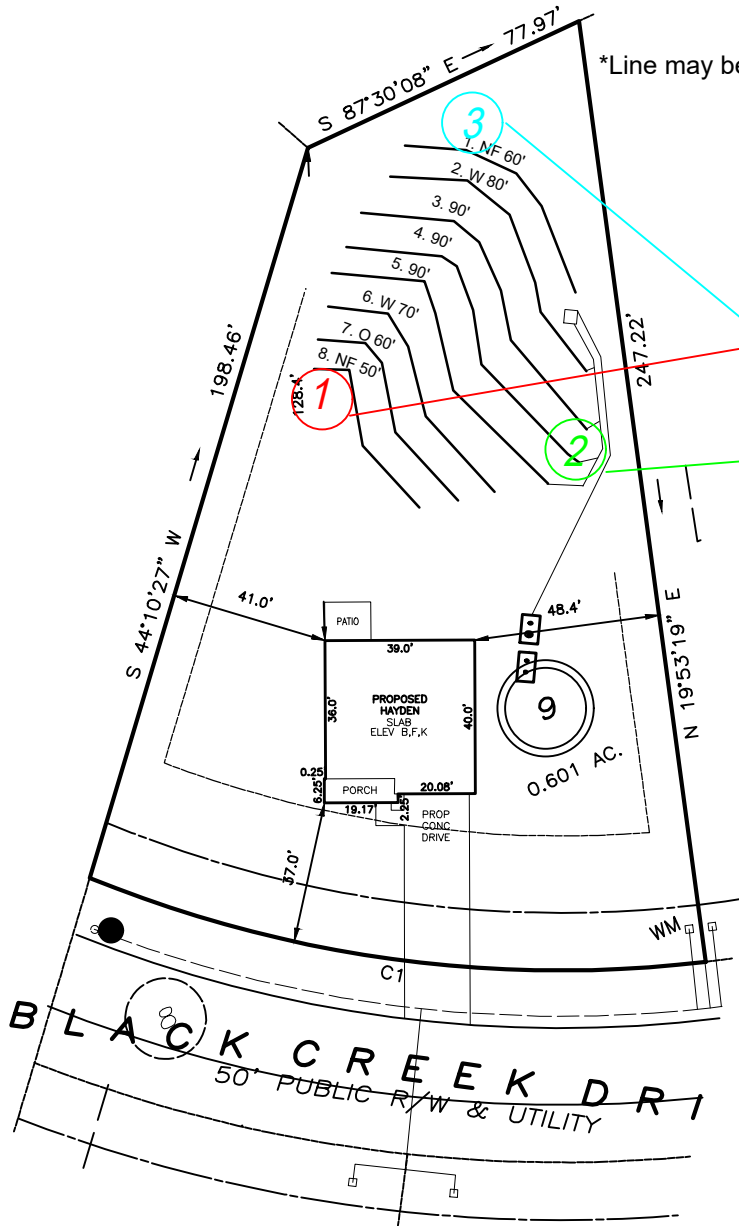 S 87°30'08" E 77.97'
*Line may be
3
1. NF 60'
2. W 80'
3. 90'
4. 90'
5. 90'
6. W 70'
7. O 60'
8. NF 50'
198.46'
247.22'
128.4'
1
2
S 44°10'27" W
N 19°53'19" E
41.0'
PATIO
48.4'
39.0'
36.0'
PROPOSED
HAYDEN
SLAB
ELEV B,F,K
40.0'
9
0.601 AC.
0.25
6.25'
PORCH
20.08'
19.17'
2.25'
PROP
CONC
DRIVE
37.0'
WM
C1
BLACK CREEK DRI
50' PUBLIC R/W & UTILITY